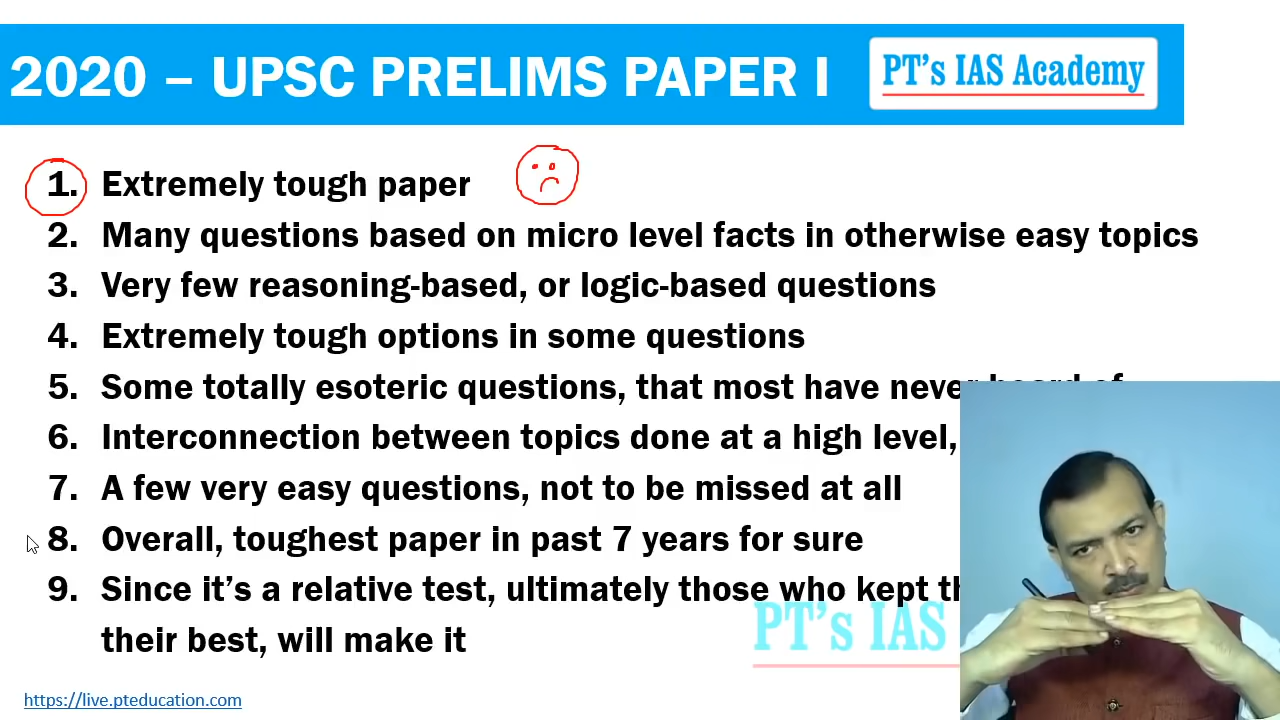 2020 – UPSC PRELIMS PAPER I
PT's IAS Academy
1. Extremely tough paper
2. Many questions based on micro level facts in otherwise easy topics
3. Very few reasoning-based, or logic-based questions
4. Extremely tough options in some questions
5. Some totally esoteric questions, that most have never heard of
6. Interconnection between topics done at a high level,
7. A few very easy questions, not to be missed at all
8. Overall, toughest paper in past 7 years for sure
9. Since it’s a relative test, ultimately those who kept
their best, will make it
PT's IAS
https://live.pteducation.com